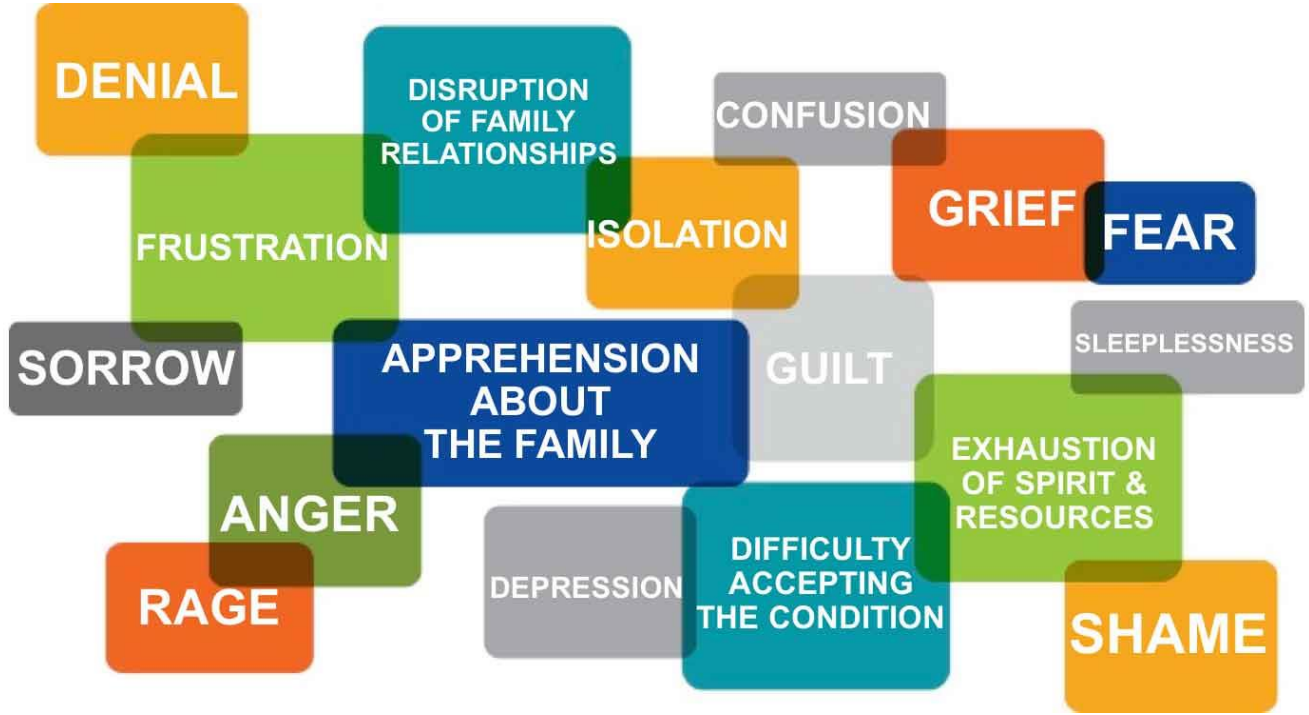 DENIAL
DISRUPTION
OF FAMILY
RELATIONSHIPS
CONFUSION
GRIEF
FEAR
FRUSTRATION
ISOLATION
SORROW
APPREHENSION
ABOUT
THE FAMILY
GUILT
SLEEPLESSNESS
ANGER
EXHAUSTION
OF SPIRIT &
RESOURCES
RAGE
DEPRESSION
DIFFICULTY
ACCEPTING
THE CONDITION
SHAME